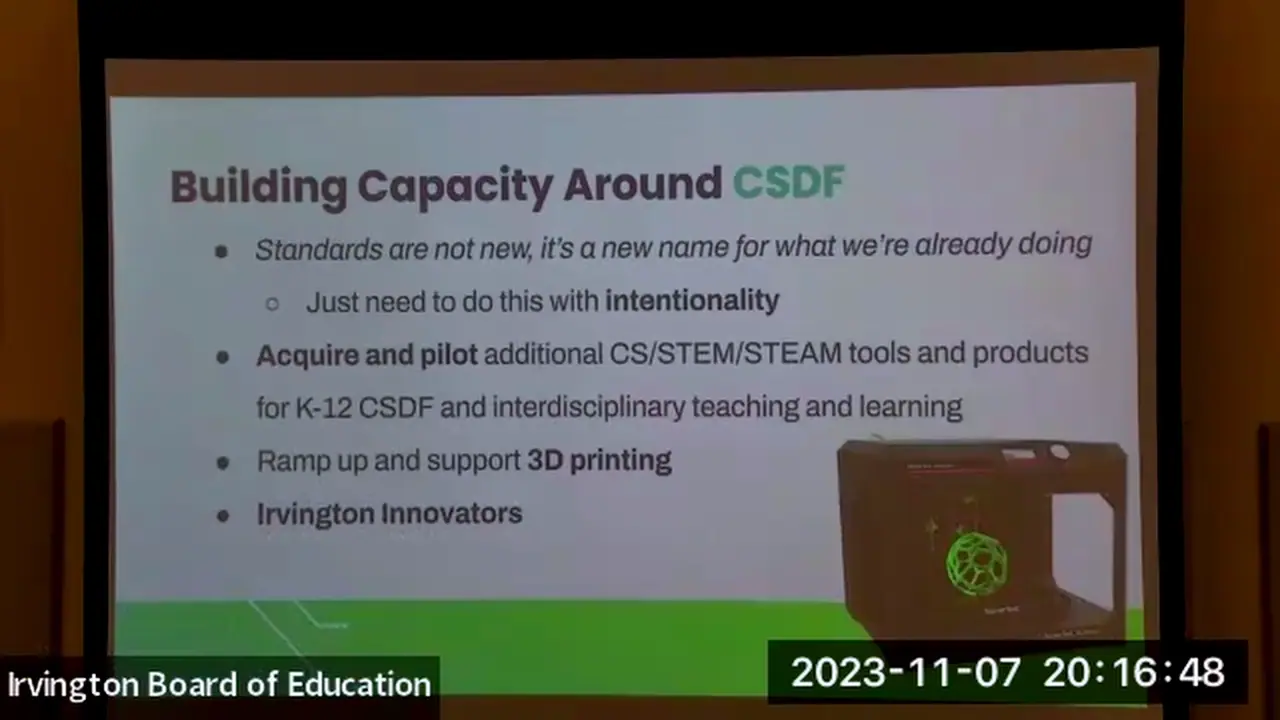 Building Capacity Around CSDF
● Standards are not new, it's a new name for what we're already doing
○ Just need to do this with intentionality
● Acquire and pilot additional CS/STEM/STEAM tools and products
for K-12 CSDF and interdisciplinary teaching and learning
● Ramp up and support 3D printing
● Irvington Innovators
Irvington Board of Education
2023-11-07 20:16:48